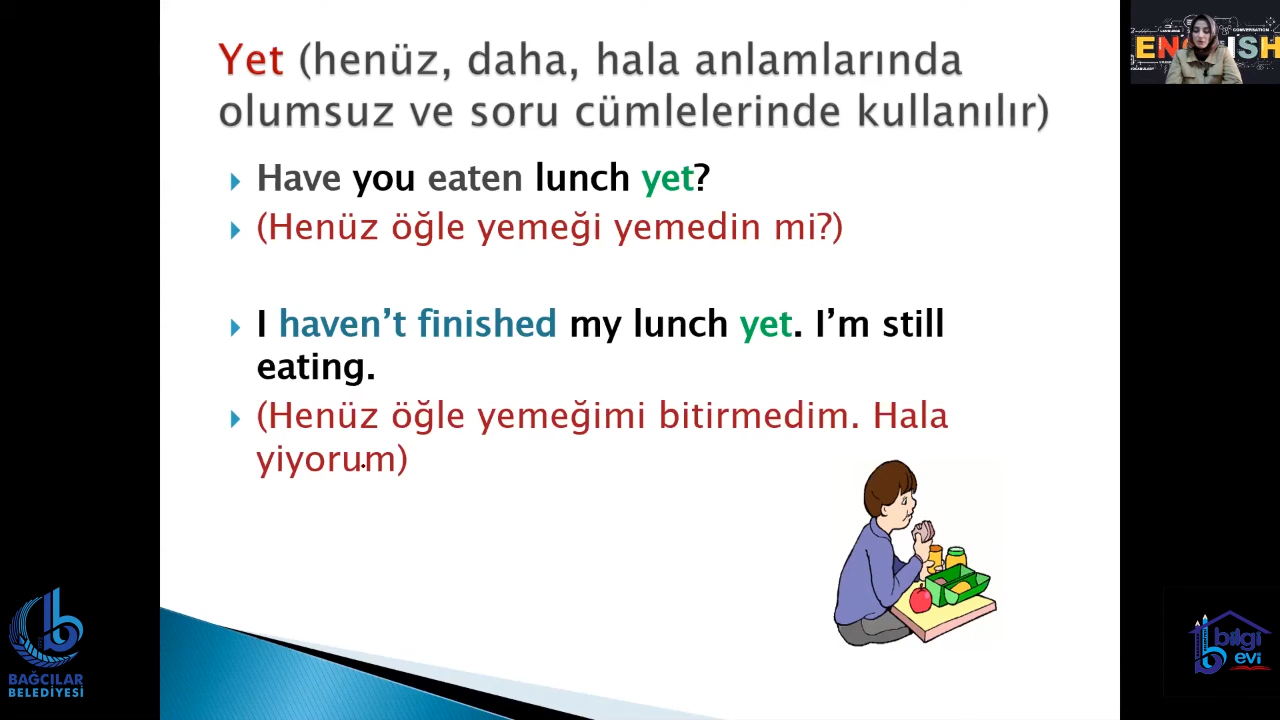 Yet (henüz, daha, hala anlamlarında
olumsuz ve soru cümlelerinde kullanılır)
Have you eaten lunch yet?
(Henüz öğle yemeği yemedin mi?)
I haven’t finished my lunch yet. I’m still
eating.
(Henüz öğle yemeğimi bitirmedim. Hala
yiyorum)
CONVERSATION
ENGLISH
BAĞCILAR
BELEDİYESİ
bilgi
evi